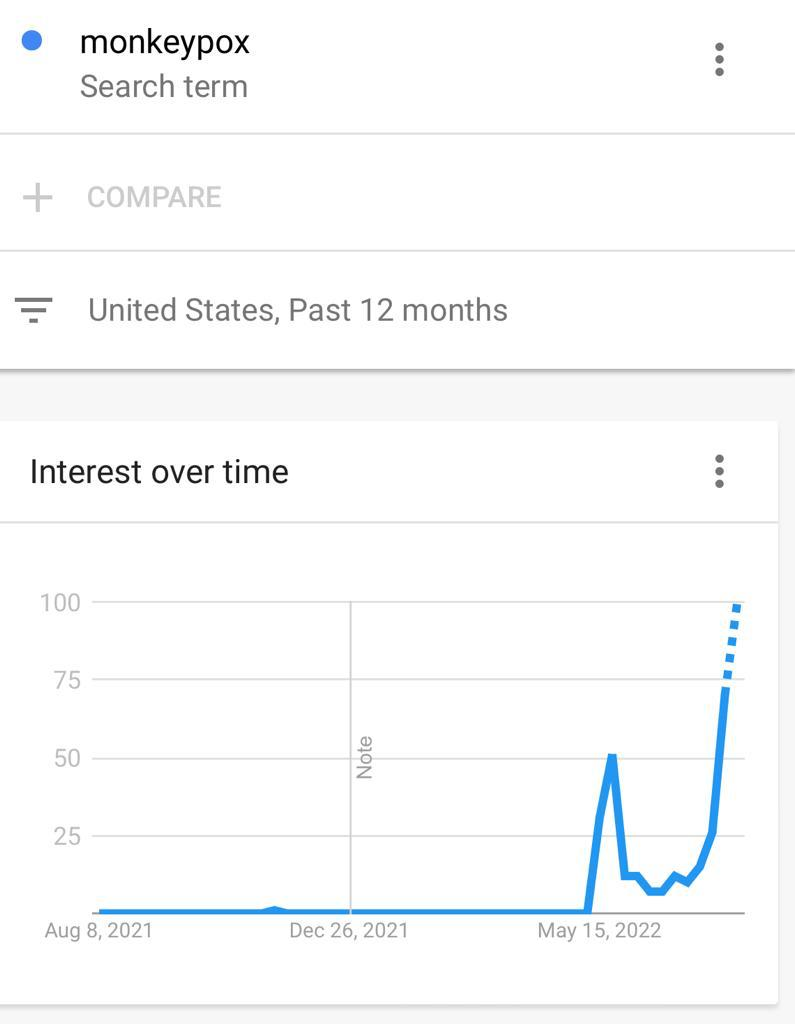 monkeypox
Search term
COMPARE
United States, Past 12 months
Interest over time
100
75
50
25
Note
Aug 8, 2021
Dec 26, 2021
May 15, 2022